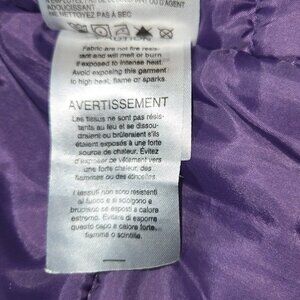 ADOUCISSANT
NE NETTOYEZ PAS À SEC
Fabric are not fire resis-
tant and will melt or burn
if exposed to intense heat.
Avoid exposing this garment
to high heat, flame or sparks.
AVERTISSEMENT
Les tissus ne sont pas résis-
tants au feu et se dissou-
draient ou brûleraient s'ils
étaient exposés à une forte
source de chaleur. Évitez
d'exposer ce vêtement vers
une forte chaleur, des
flammes ou des étincelles.
I tessuti non sono resistenti
al fuoco e si sciolgono e
bruciano se esposti a calore
estremo. Evitare di esporre
questo capo a calore forte,
fiamma o scintille.